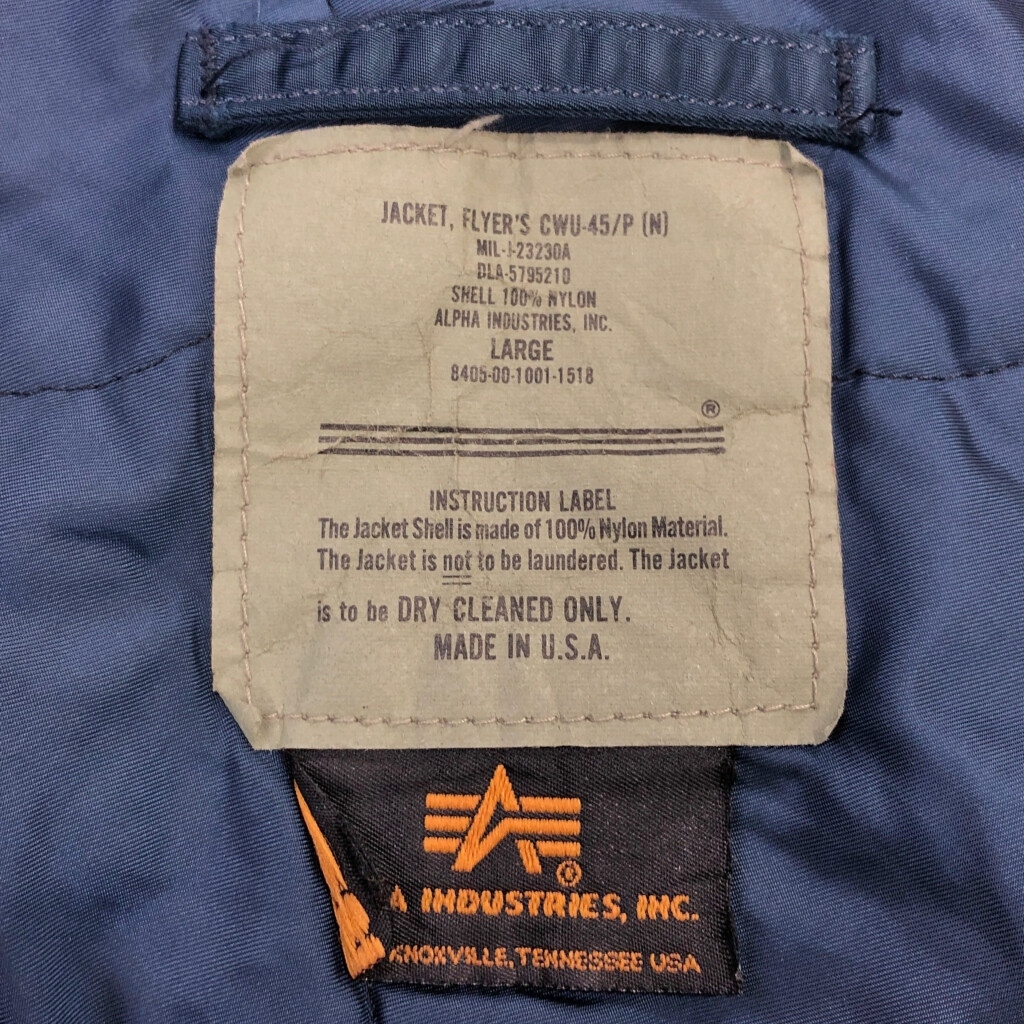 JACKET, FLYER'S CWU-45/P (N)
MIL-J-23230A
DLA-5795210
SHELL 100% NYLON
ALPHA INDUSTRIES, INC.
LARGE
8405-00-1001-1518
®
INSTRUCTION LABEL
The Jacket Shell is made of 100% Nylon Material.
The Jacket is not to be laundered. The Jacket
is to be DRY CLEANED ONLY.
MADE IN U.S.A.
®
A INDUSTRIES, INC.
KNOXVILLE, TENNESSEE USA